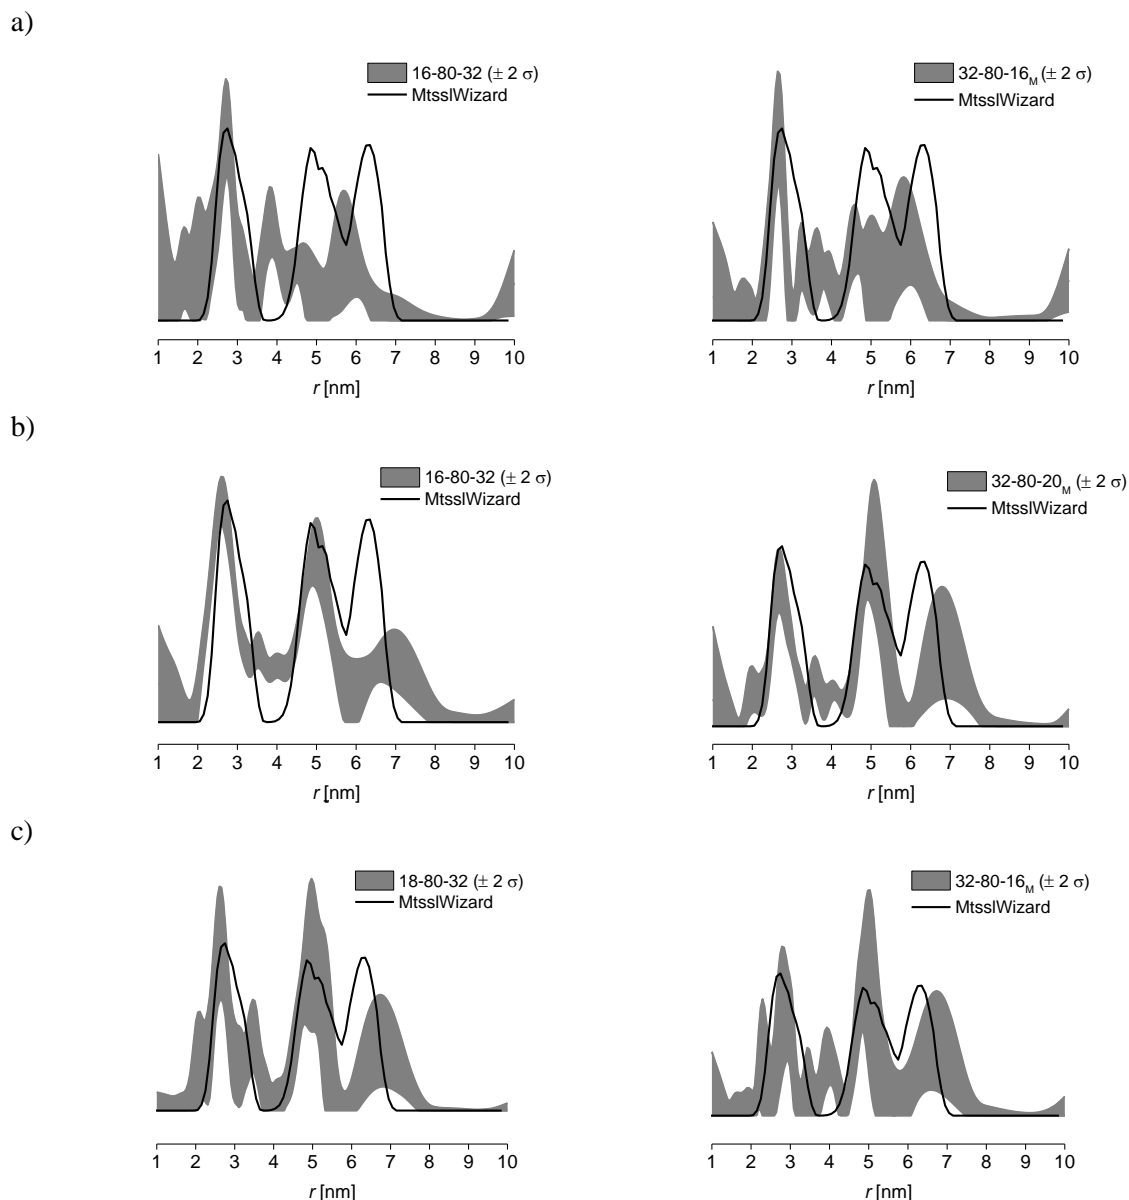 a)
16-80-32 (± 2 σ)
MtsslWizard
1 2 3 4 5 6 7 8 9 10
r [nm]
32-80-16M (± 2 σ)
MtsslWizard
1 2 3 4 5 6 7 8 9 10
r [nm]
b)
16-80-32 (± 2 σ)
MtsslWizard
1 2 3 4 5 6 7 8 9 10
r [nm]
32-80-20M (± 2 σ)
MtsslWizard
1 2 3 4 5 6 7 8 9 10
r [nm]
c)
18-80-32 (± 2 σ)
MtsslWizard
1 2 3 4 5 6 7 8 9 10
r [nm]
32-80-16M (± 2 σ)
MtsslWizard
1 2 3 4 5 6 7 8 9 10
r [nm]